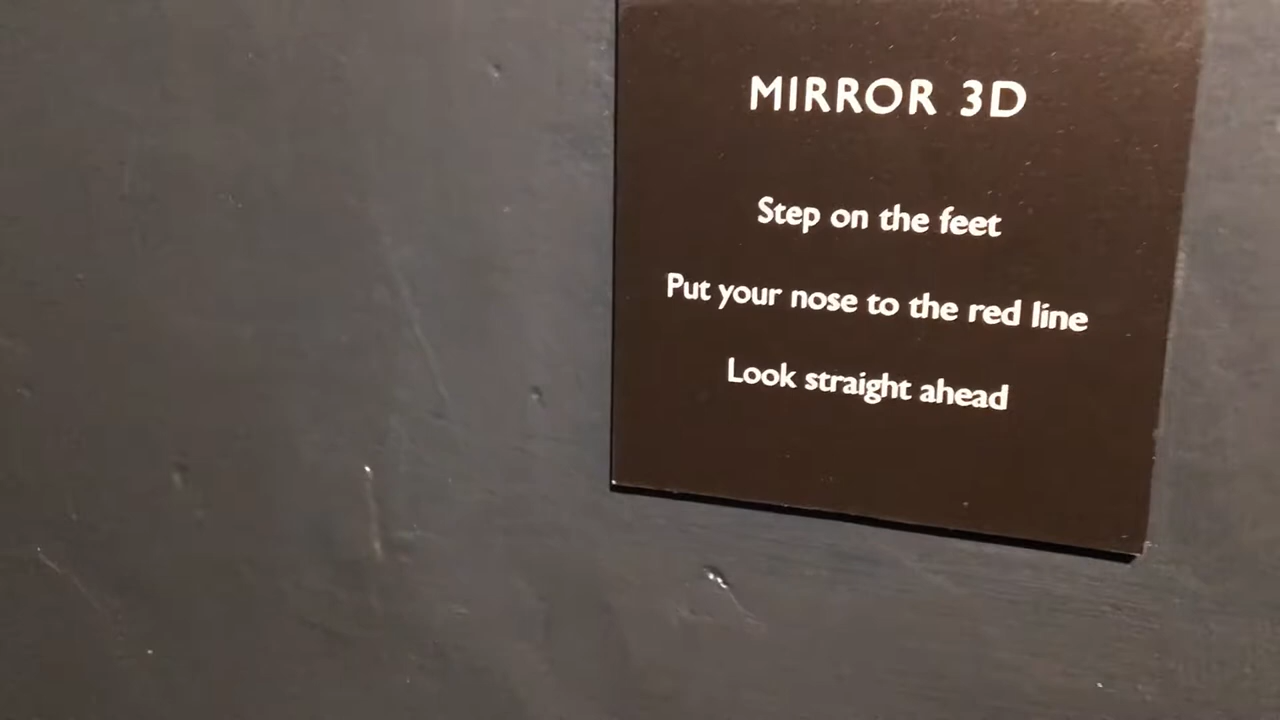 MIRROR 3D
Step on the feet
Put your nose to the red line
Look straight ahead